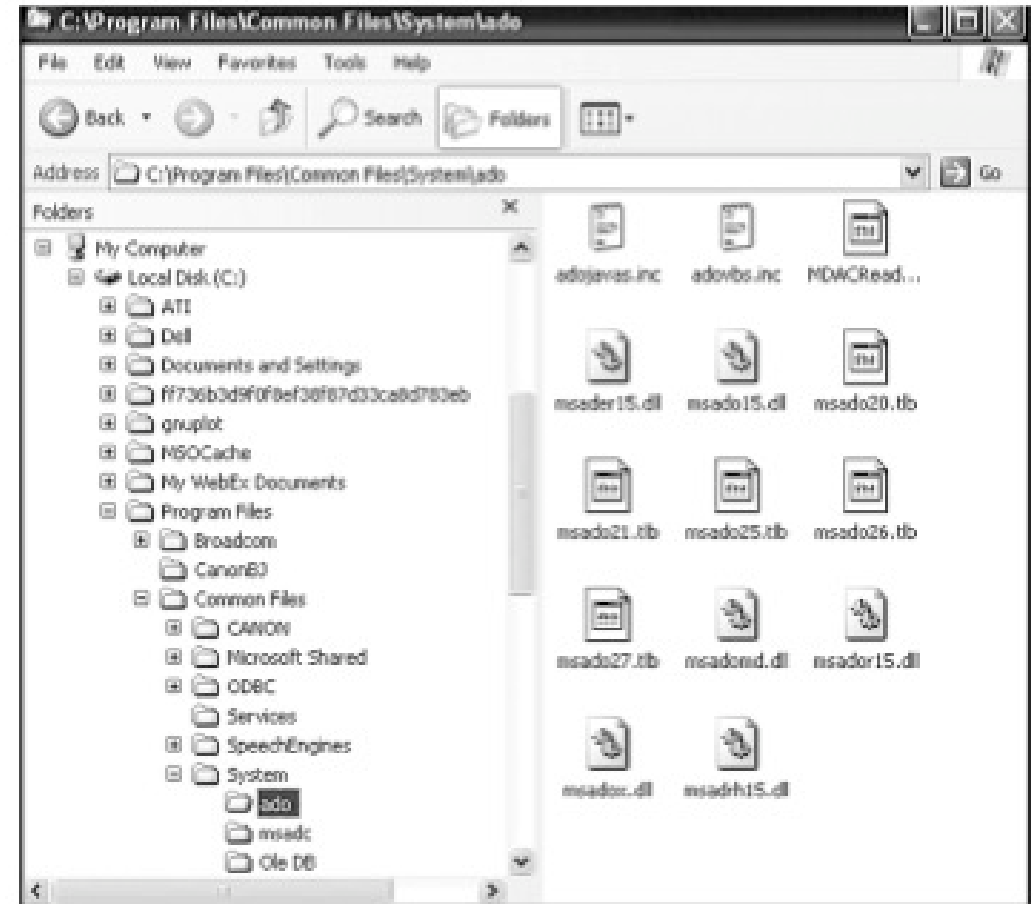 C:\Program Files\Common Files\System\ado
File Edit View Favorites Tools Help
Back Search Folders
Address C:\Program Files\Common Files\System\ado Go
Folders
My Computer
Local Disk (C:)
ATI
Dell
Documents and Settings
gnuplot
MSOCache
My WebEx Documents
Program Files
Broadcom
CanonBJ
Common Files
CANON
Microsoft Shared
ODBC
Services
SpeechEngines
System
ado
msadc
Ole DB
adojavas.inc adovbs.inc MDACRead...
msader15.dll msado15.dll msado20.tlb
msado21.tlb msado25.tlb msado26.tlb
msado27.tlb msadomd.dll msador15.dll
msadox.dll msadrh15.dll